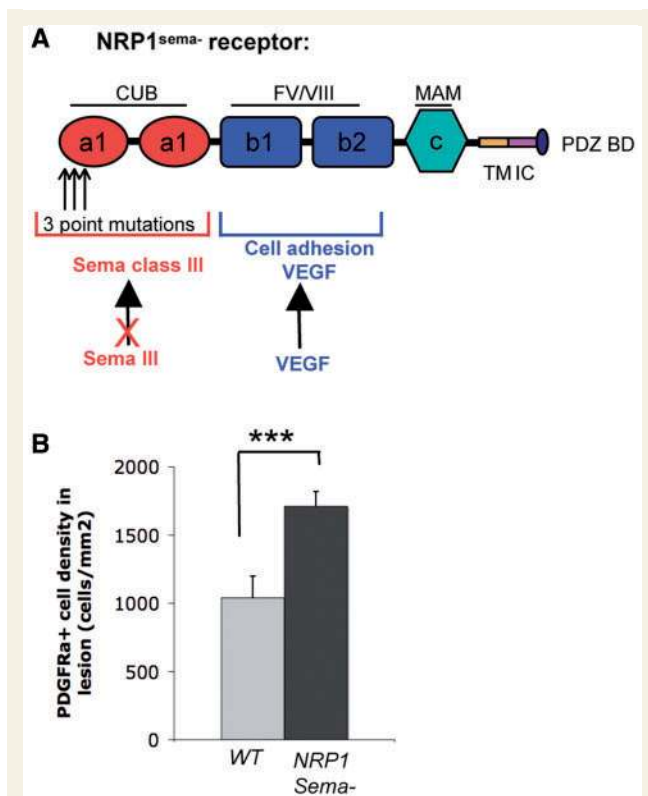 A NRP1sema- receptor:
CUB FV/VIII MAM
a1 a1 b1 b2 c PDZ BD
TM IC
3 point mutations
Cell adhesion
Sema class III VEGF
X
Sema III VEGF
B
***
PDGFRa+ cell density in
lesion (cells/mm2)
2000
1500
1000
500
0
WT NRP1
Sema-